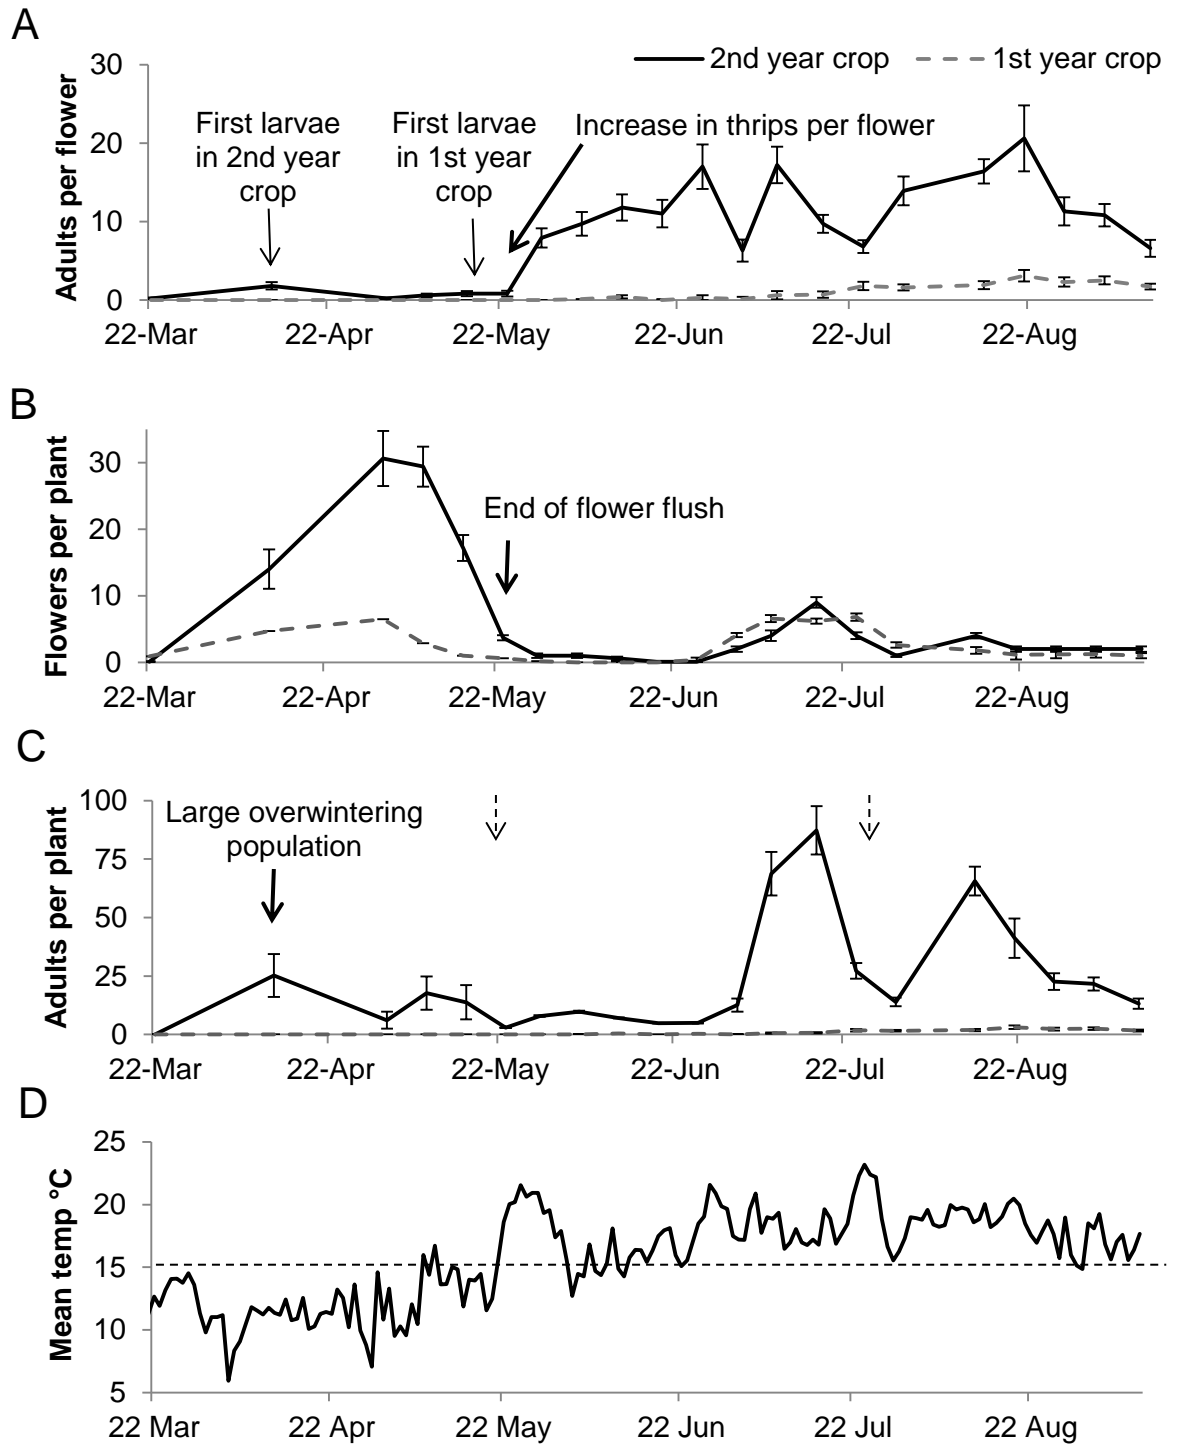 A
2nd year crop
1st year crop
Adults per flower
30
20
10
0
First larvae
in 2nd year
crop
First larvae
in 1st year
crop
Increase in thrips per flower
22-Mar
22-Apr
22-May
22-Jun
22-Jul
22-Aug
B
Flowers per plant
30
20
10
0
End of flower flush
22-Mar
22-Apr
22-May
22-Jun
22-Jul
22-Aug
C
Adults per plant
100
75
50
25
0
Large overwintering
population
22-Mar
22-Apr
22-May
22-Jun
22-Jul
22-Aug
D
Mean temp °C
25
20
15
10
5
22 Mar
22 Apr
22 May
22 Jun
22 Jul
22 Aug